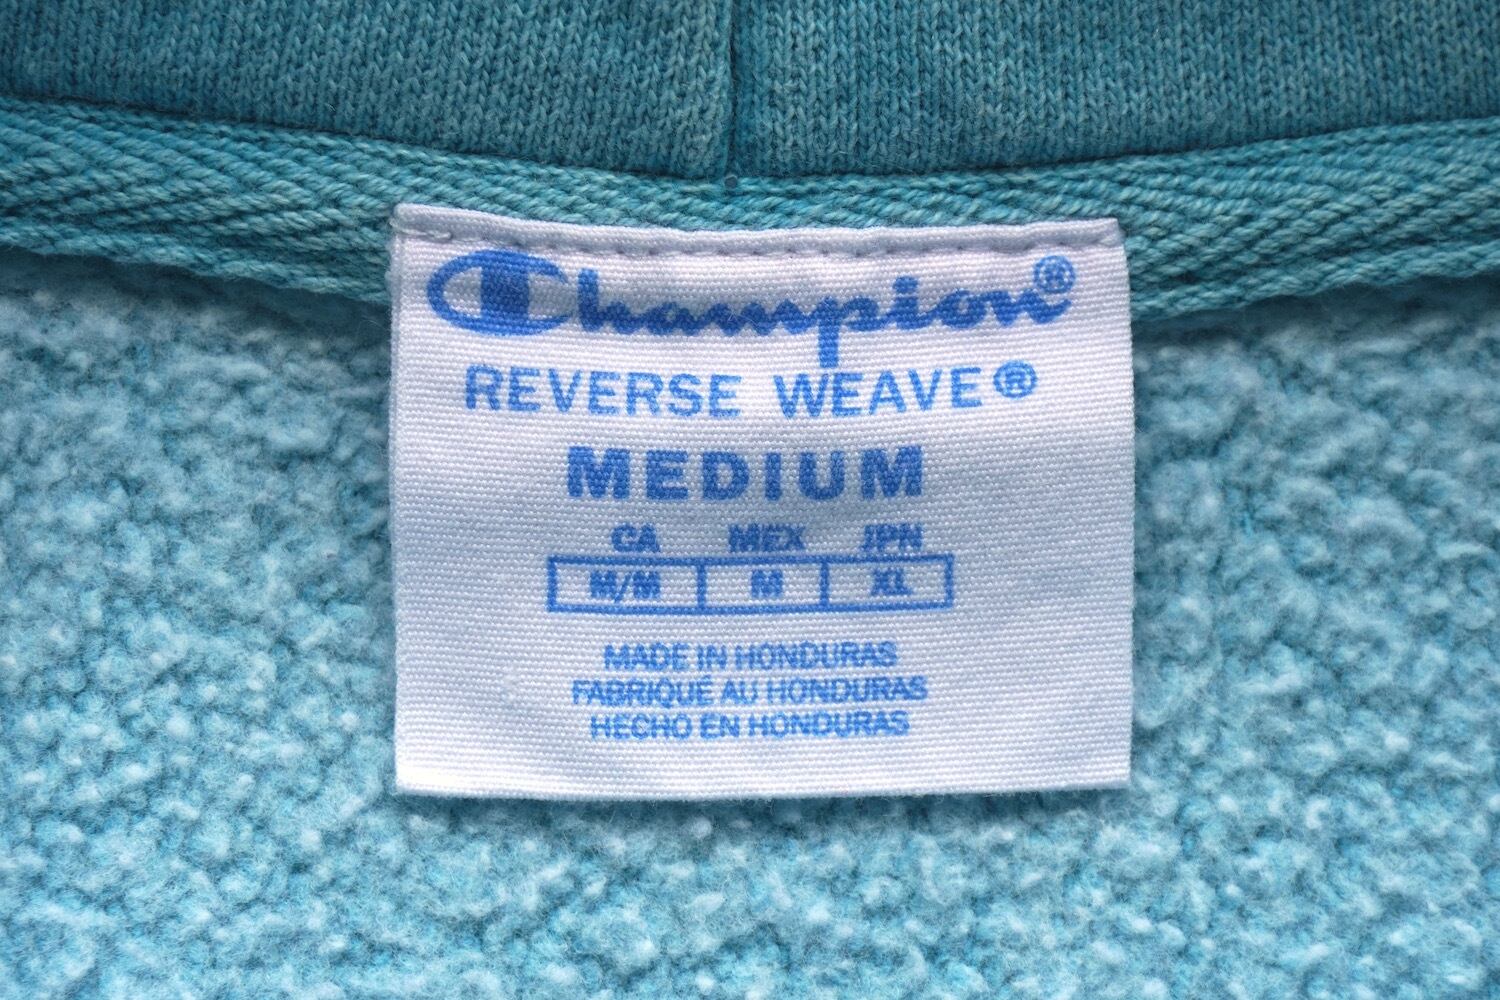 Champion®
REVERSE WEAVE®
MEDIUM
CA MEX JPN
M/M M XL
MADE IN HONDURAS
FABRIQUÉ AU HONDURAS
HECHO EN HONDURAS